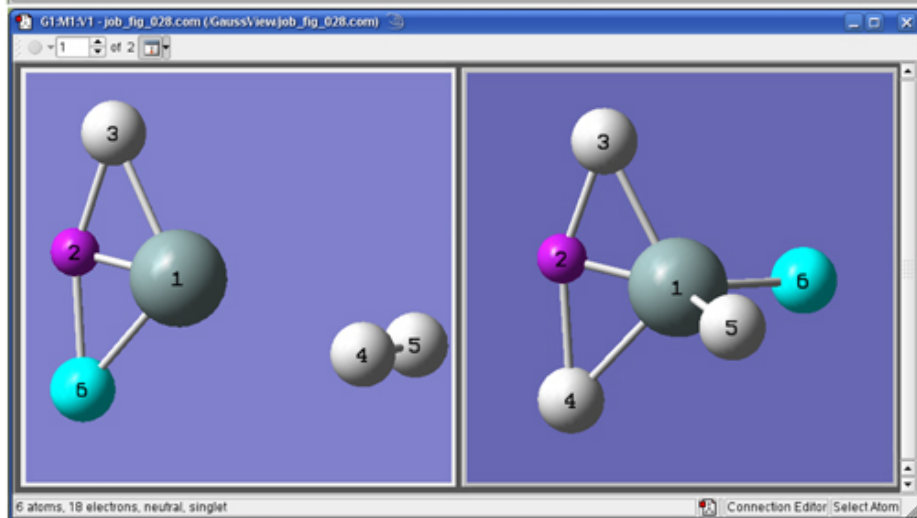 G1:M1:V1 - job_fig_028.com (/GaussView/job_fig_028.com)
1 of 2
3
2
1
6
4
5
3
2
1
6
5
4
6 atoms, 18 electrons, neutral, singlet
Connection Editor
Select Atom